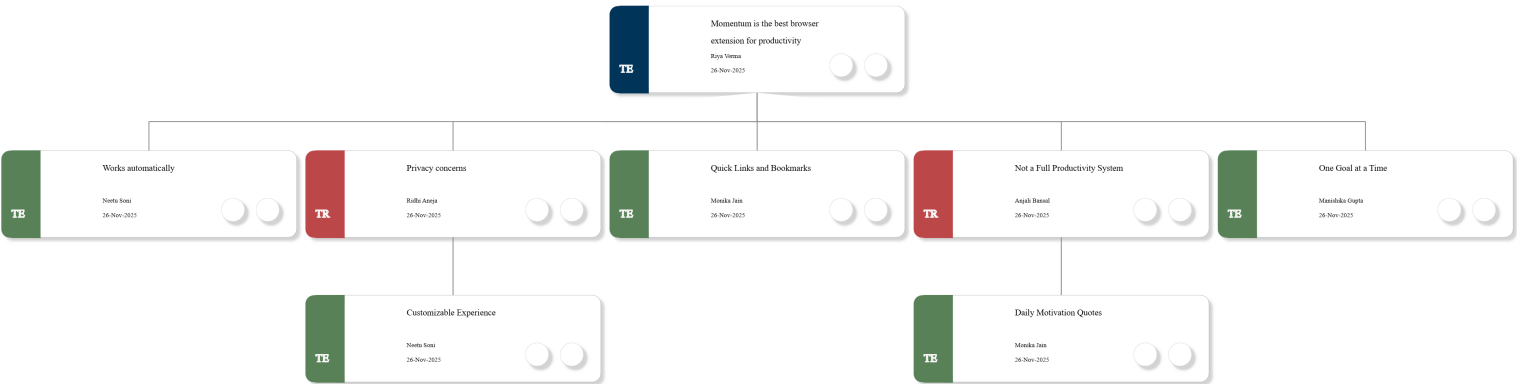 Momentum is the best browser
extension for productivity
Riya Verma
26-Nov-2025
TE
Works automatically
Neetu Soni
26-Nov-2025
TE
Privacy concerns
Ridhi Aneja
26-Nov-2025
TR
Quick Links and Bookmarks
Monika Jain
26-Nov-2025
TE
Not a Full Productivity System
Anjali Bansal
26-Nov-2025
TR
One Goal at a Time
Manishika Gupta
26-Nov-2025
TE
Customizable Experience
Neetu Soni
26-Nov-2025
TE
Daily Motivation Quotes
Monika Jain
26-Nov-2025
TE